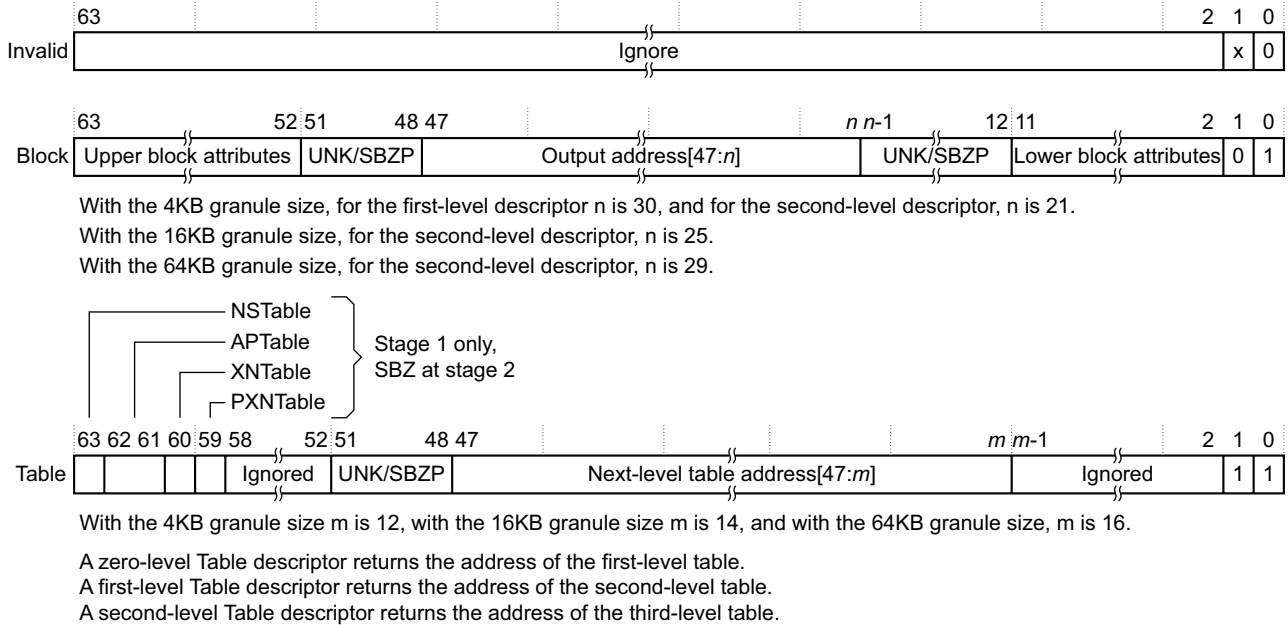 63 2 1 0
Invalid Ignore x 0
63 52 51 48 47 n n-1 12 11 2 1 0
Block Upper block attributes UNK/SBZP Output address[47:n] UNK/SBZP Lower block attributes 0 1
With the 4KB granule size, for the first-level descriptor n is 30, and for the second-level descriptor, n is 21.
With the 16KB granule size, for the second-level descriptor, n is 25.
With the 64KB granule size, for the second-level descriptor, n is 29.
NSTable
APTable
XNTable
PXNTable
Stage 1 only,
SBZ at stage 2
63 62 61 60 59 58 52 51 48 47 m m-1 2 1 0
Table Ignored UNK/SBZP Next-level table address[47:m] Ignored 1 1
With the 4KB granule size m is 12, with the 16KB granule size m is 14, and with the 64KB granule size, m is 16.
A zero-level Table descriptor returns the address of the first-level table.
A first-level Table descriptor returns the address of the second-level table.
A second-level Table descriptor returns the address of the third-level table.